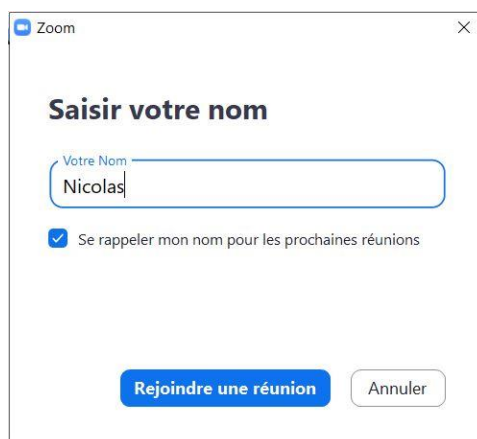 Zoom
Saisir votre nom
Votre Nom
Nicolas
Se rappeler mon nom pour les prochaines réunions
Rejoindre une réunion Annuler